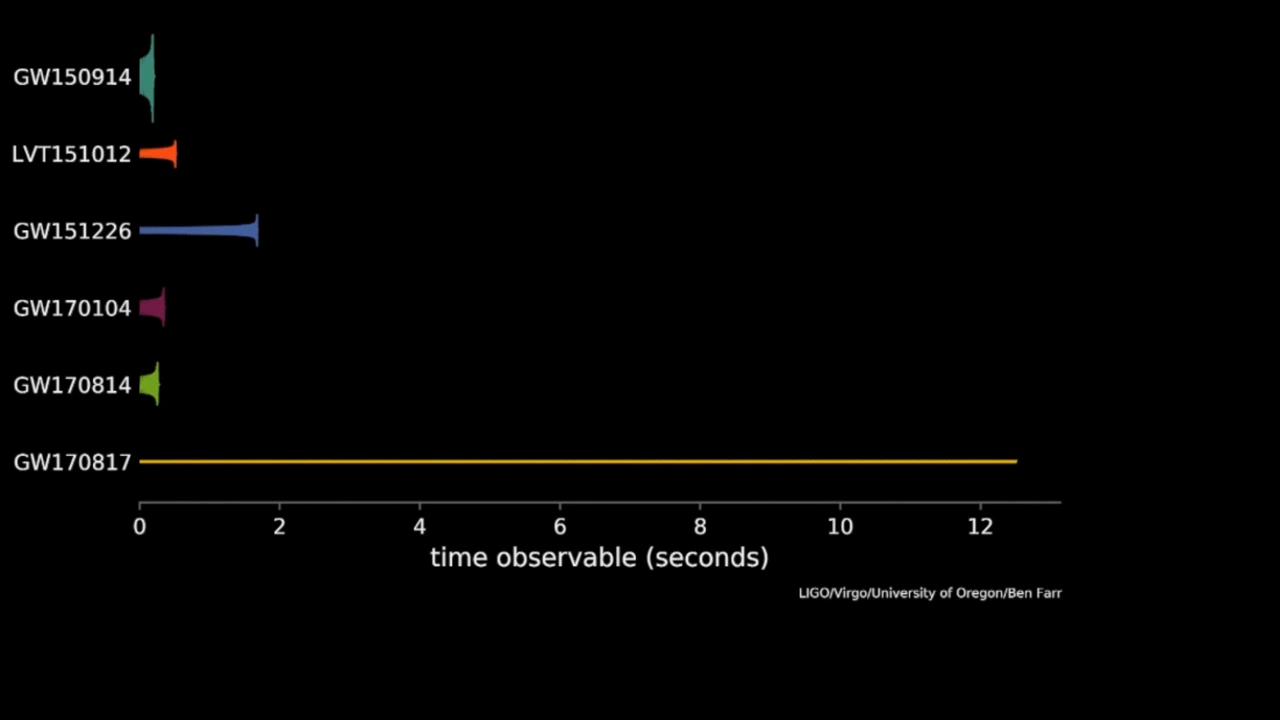 GW150914
LVT151012
GW151226
GW170104
GW170814
GW170817
0 2 4 6 8 10 12
time observable (seconds)
LIGO/Virgo/University of Oregon/Ben Farr